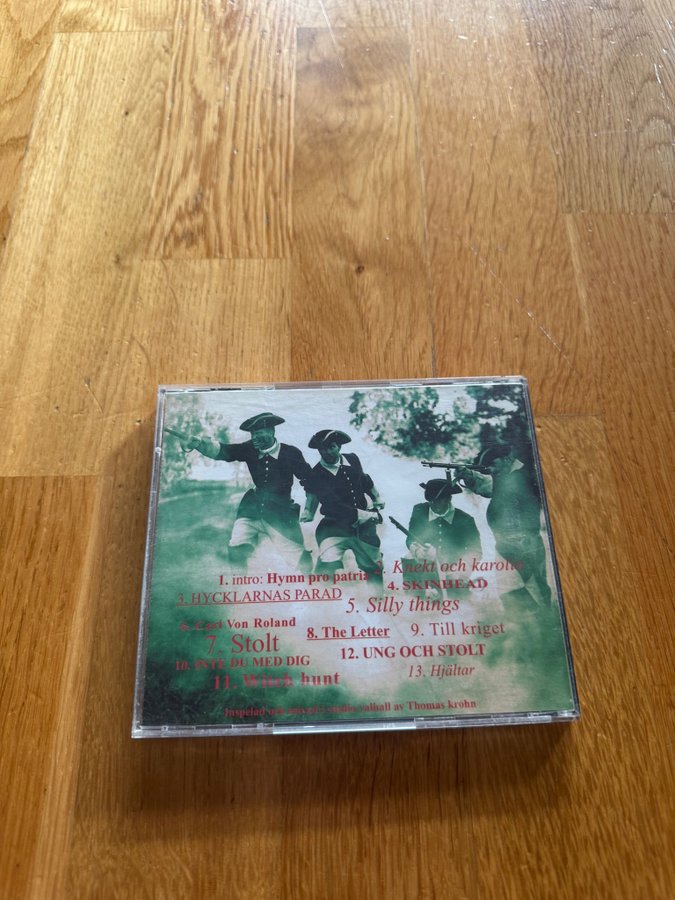 1. intro: Hymn pro patria
2. Knekt och karolin
3. HYCKLARNAS PARAD
4. SKINHEAD
5. Silly things
6. Carl Von Roland
7. Stolt
8. The Letter
9. Till kriget
10. INTE DU MED DIG
11. Witch hunt
12. UNG OCH STOLT
13. Hjältar
Inspelad och studio valhall av Thomas krohn